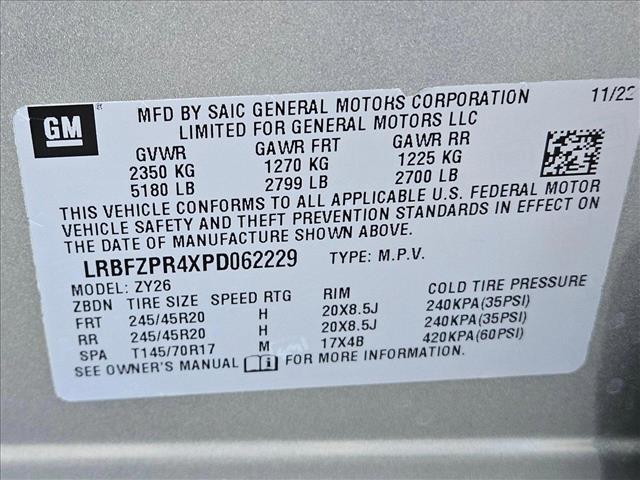 GM
MFD BY SAIC GENERAL MOTORS CORPORATION 11/22
LIMITED FOR GENERAL MOTORS LLC
GVWR GAWR FRT GAWR RR
2350 KG 1270 KG 1225 KG
5180 LB 2799 LB 2700 LB
THIS VEHICLE CONFORMS TO ALL APPLICABLE U.S. FEDERAL MOTOR
VEHICLE SAFETY AND THEFT PREVENTION STANDARDS IN EFFECT ON
THE DATE OF MANUFACTURE SHOWN ABOVE.
LRBFZPR4XPD062229 TYPE: M.P.V.
MODEL: ZY26
ZBDN TIRE SIZE SPEED RTG RIM COLD TIRE PRESSURE
FRT 245/45R20 H 20X8.5J 240KPA(35PSI)
RR 245/45R20 H 20X8.5J 240KPA(35PSI)
SPA T145/70R17 M 17X4B 420KPA(60PSI)
SEE OWNER'S MANUAL FOR MORE INFORMATION.